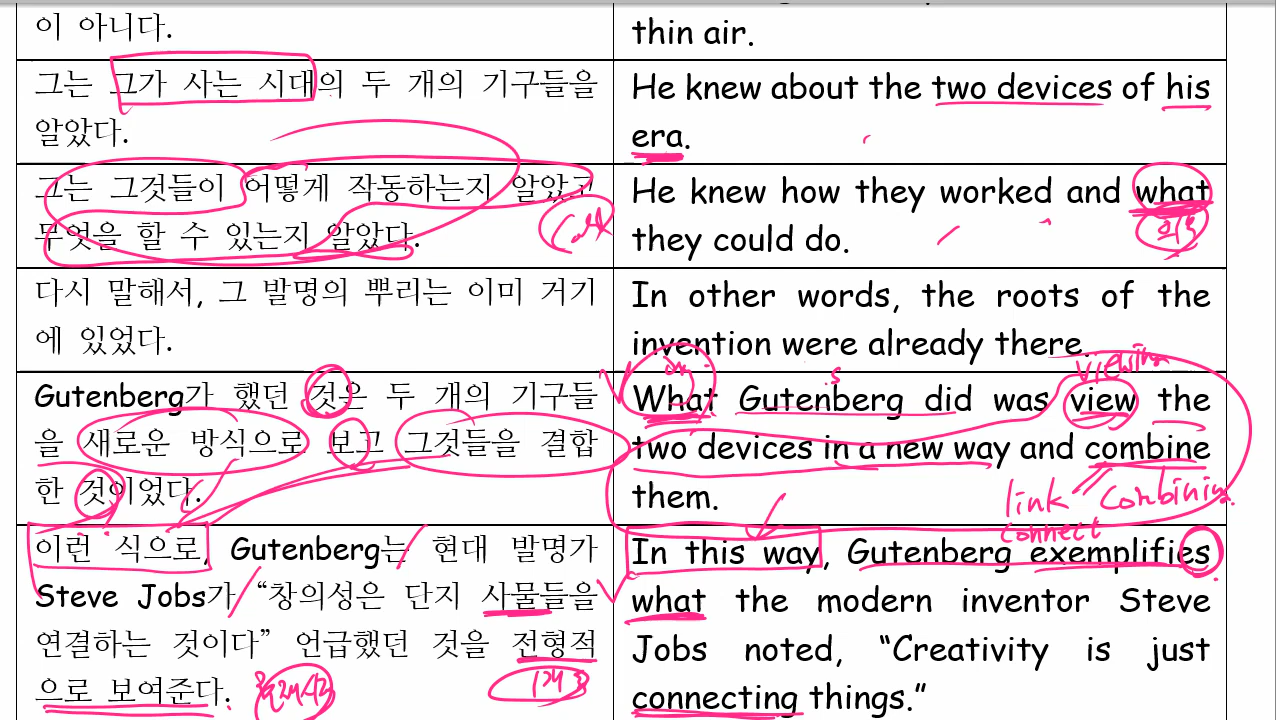 이 아니다.
thin air.
그는 그가 사는 시대의 두 개의 기구들을
알았다.
He knew about the two devices of his
era.
그는 그것들이 어떻게 작동하는지 알았고
무엇을 할 수 있는지 알았다.
He knew how they worked and what
they could do.
다시 말해서, 그 발명의 뿌리는 이미 거기
에 있었다.
In other words, the roots of the
invention were already there.
viewing
Gutenberg가 했던 것은 두 개의 기구들
을 새로운 방식으로 보고 그것들을 결합
한 것이었다.
What Gutenberg did was view the
two devices in a new way and combine
them.
link
combining
connect
이런 식으로, Gutenberg는 현대 발명가
Steve Jobs가 “창의성은 단지 사물들을
연결하는 것이다” 언급했던 것을 전형적
으로 보여준다.
In this way, Gutenberg exemplifies
what the modern inventor Steve
Jobs noted, “Creativity is just
connecting things.”